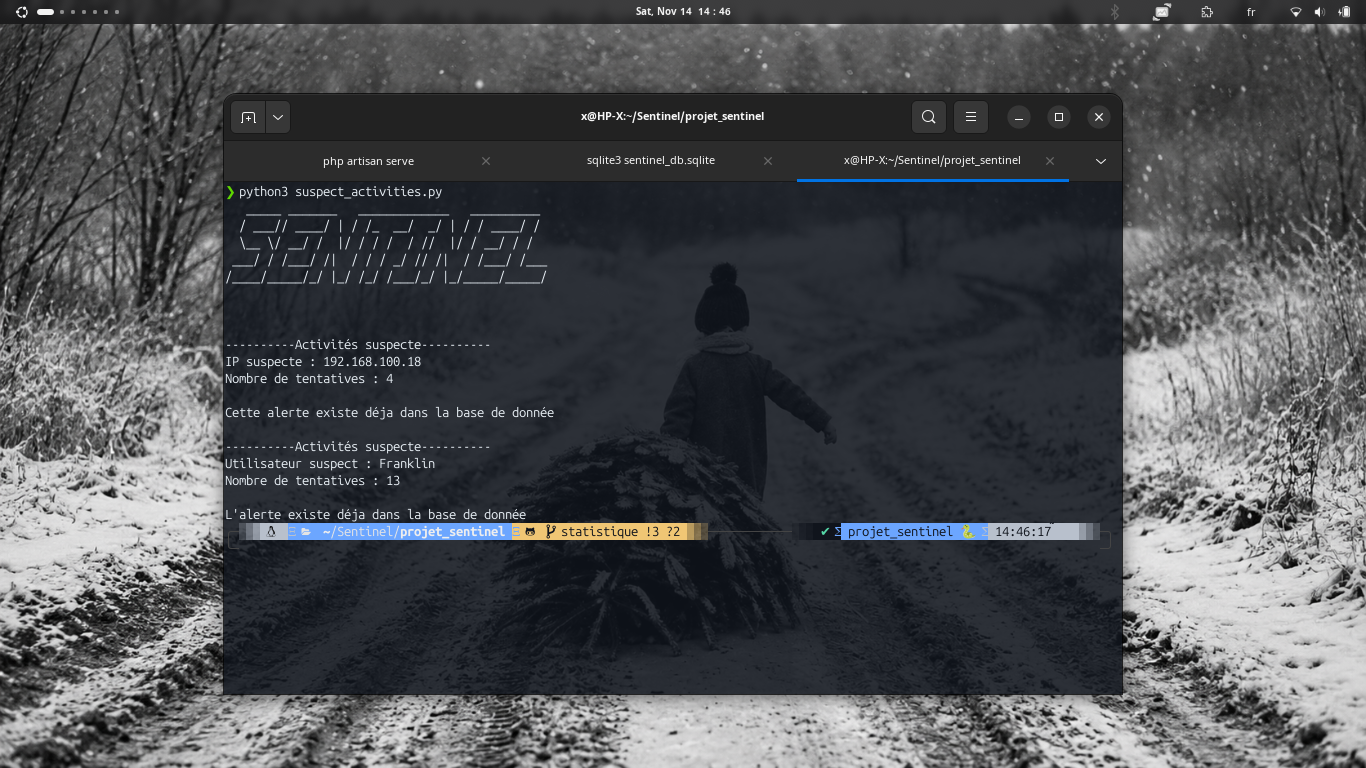 Sat, Nov 14 14 : 46
fr
x@HP-X:~/Sentinel/projet_sentinel
php artisan serve
sqlite3 sentinel_db.sqlite
x@HP-X:~/Sentinel/projet_sentinel
❯ python3 suspect_activities.py
SENTINEL
----------Activités suspecte----------
IP suspecte : 192.168.100.18
Nombre de tentatives : 4
Cette alerte existe déja dans la base de donnée
----------Activités suspecte----------
Utilisateur suspect : Franklin
Nombre de tentatives : 13
L'alerte existe déja dans la base de donnée
~/Sentinel/projet_sentinel statistique !3 ?2 ✔ projet_sentinel 🐍 14:46:17